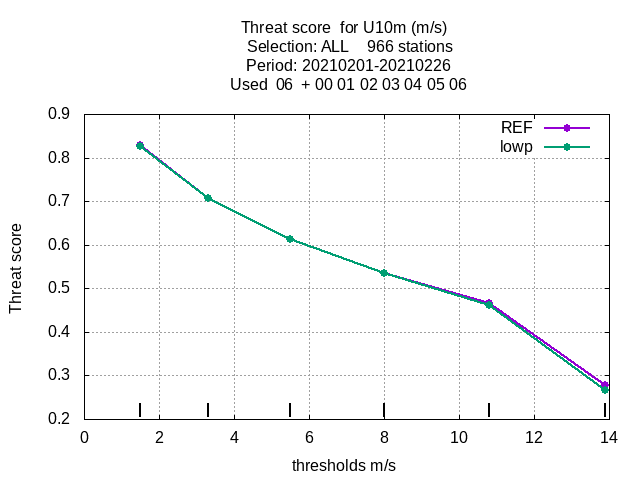 Threat score  for U10m (m/s)
Selection: ALL    966 stations
Period: 20210201-20210226
Used  06  + 00 01 02 03 04 05 06
REF
lowp
0.9
0.8
0.7
0.6
0.5
0.4
0.3
0.2
Threat score
0 2 4 6 8 10 12 14
thresholds m/s